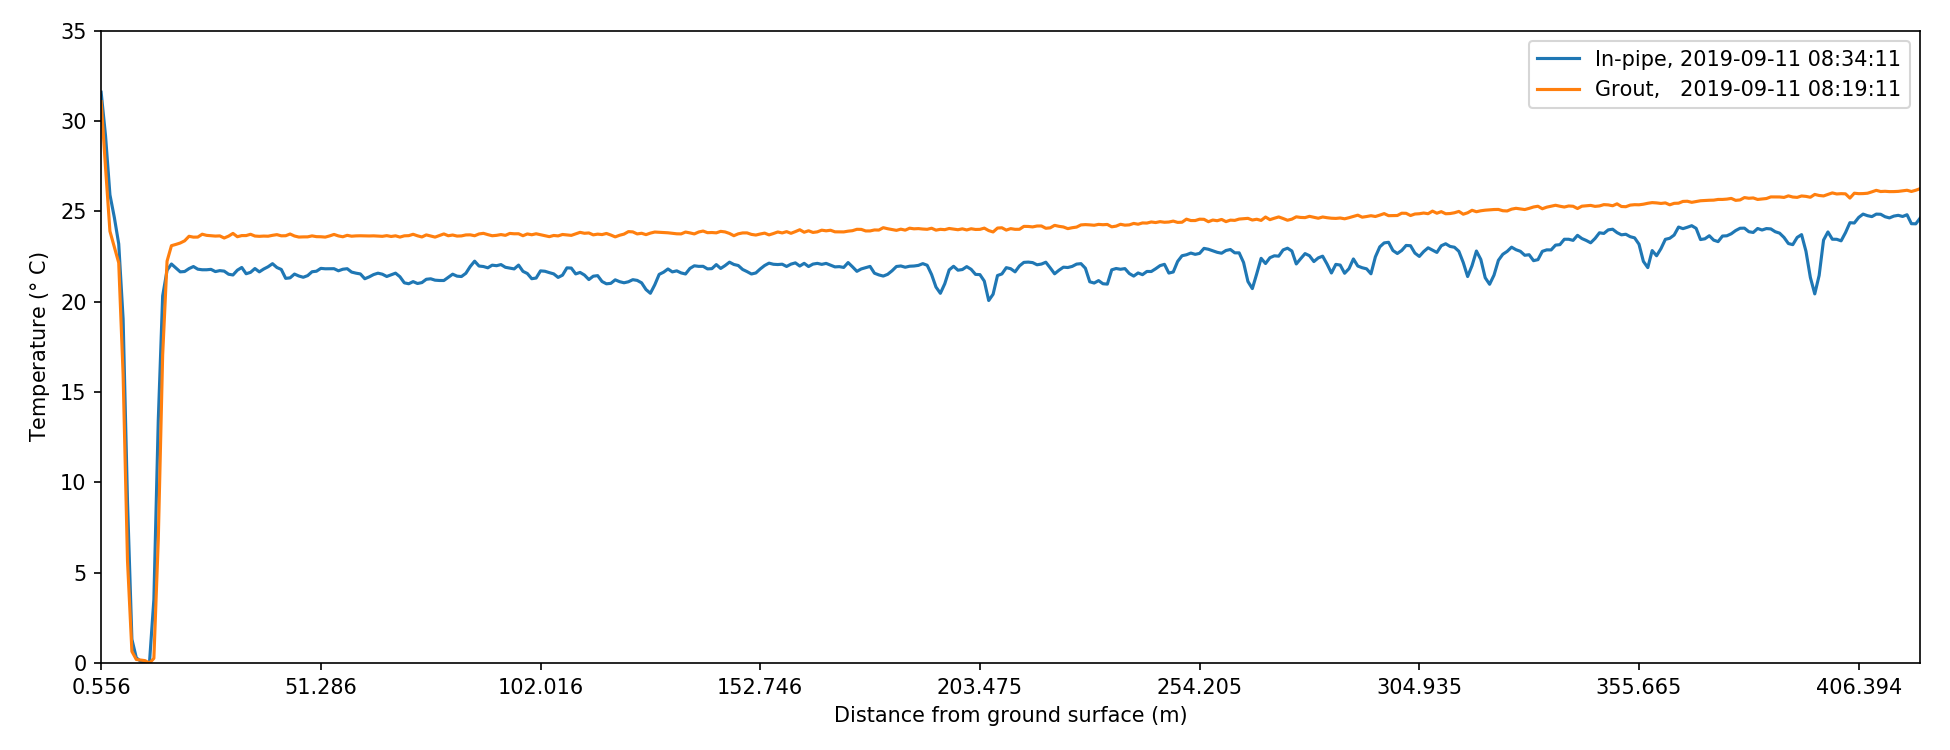 35
30
25
20
15
10
5
0
Temperature (° C)
In-pipe, 2019-09-11 08:34:11
Grout,   2019-09-11 08:19:11
0.556 51.286 102.016 152.746 203.475 254.205 304.935 355.665 406.394
Distance from ground surface (m)